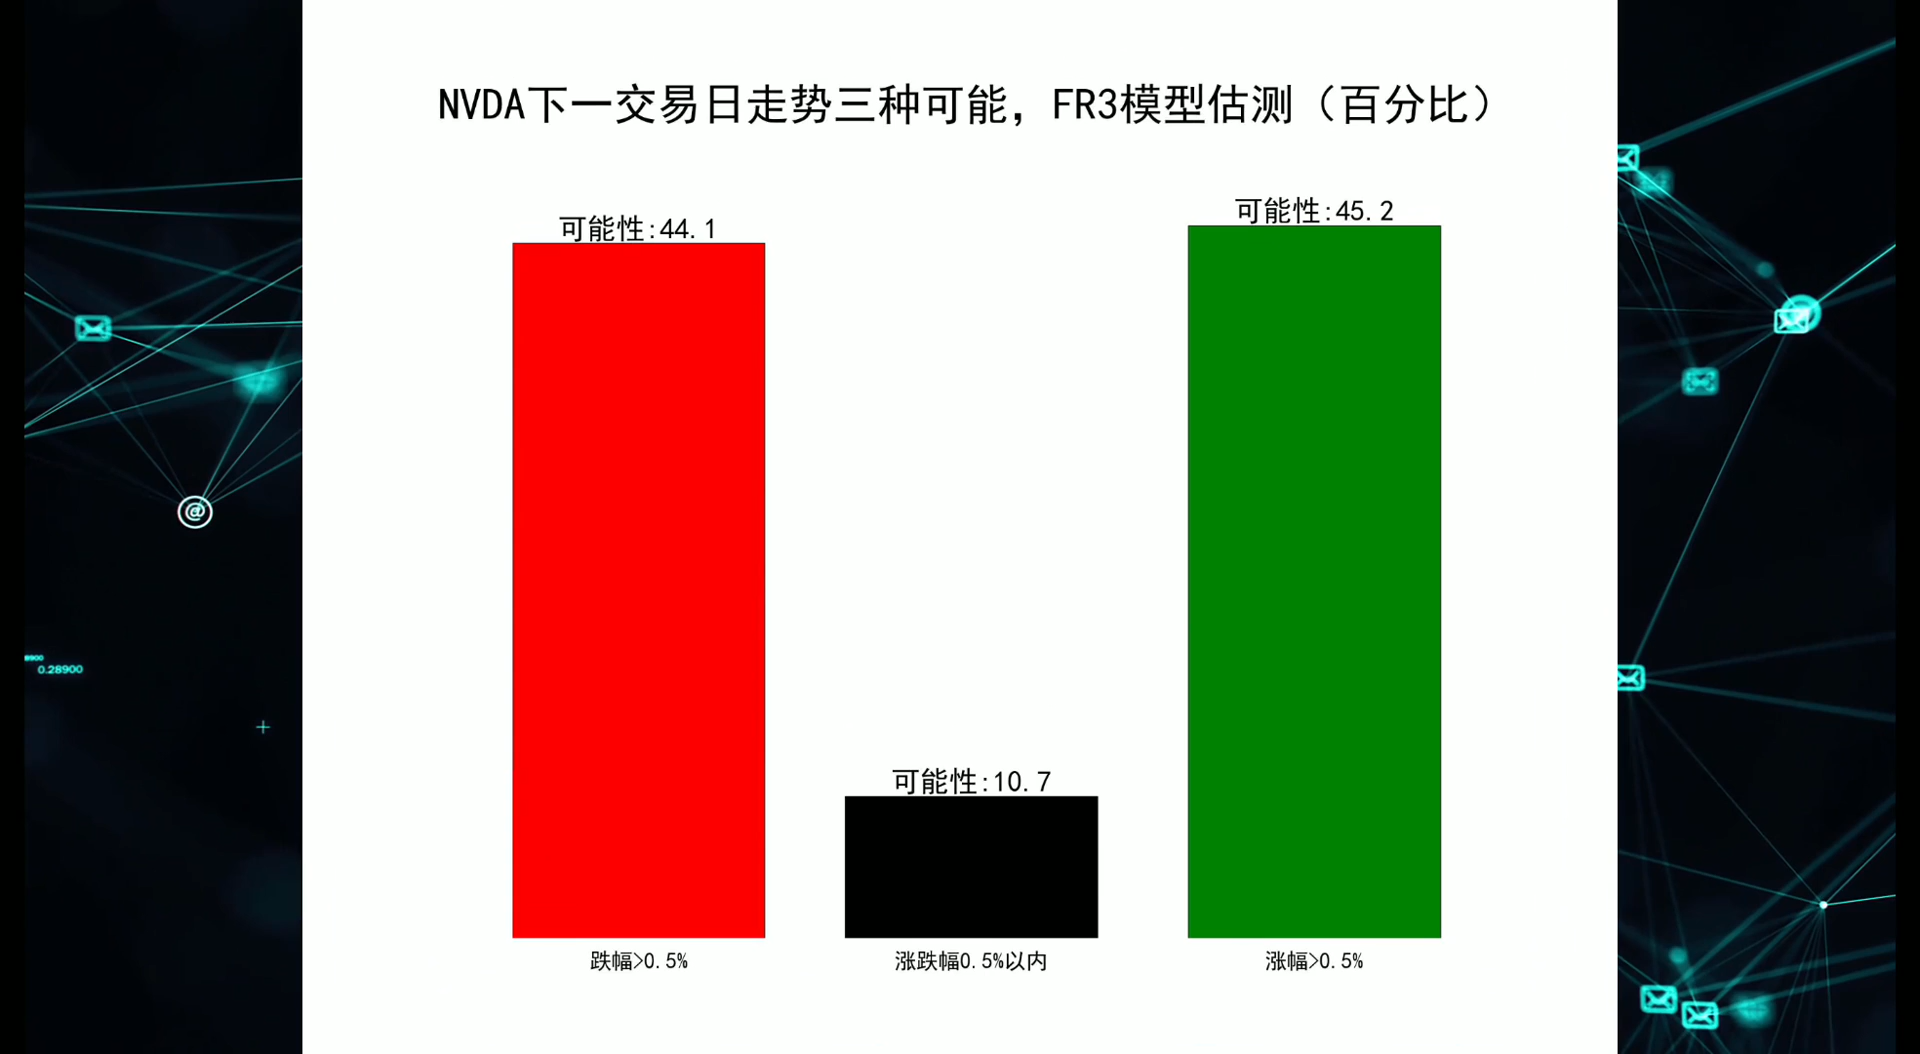 NVDA下一交易日走势三种可能，FR3模型估测（百分比）
可能性:44.1
可能性:10.7
可能性:45.2
跌幅>0.5%
涨跌幅0.5%以内
涨幅>0.5%
@
0.28900